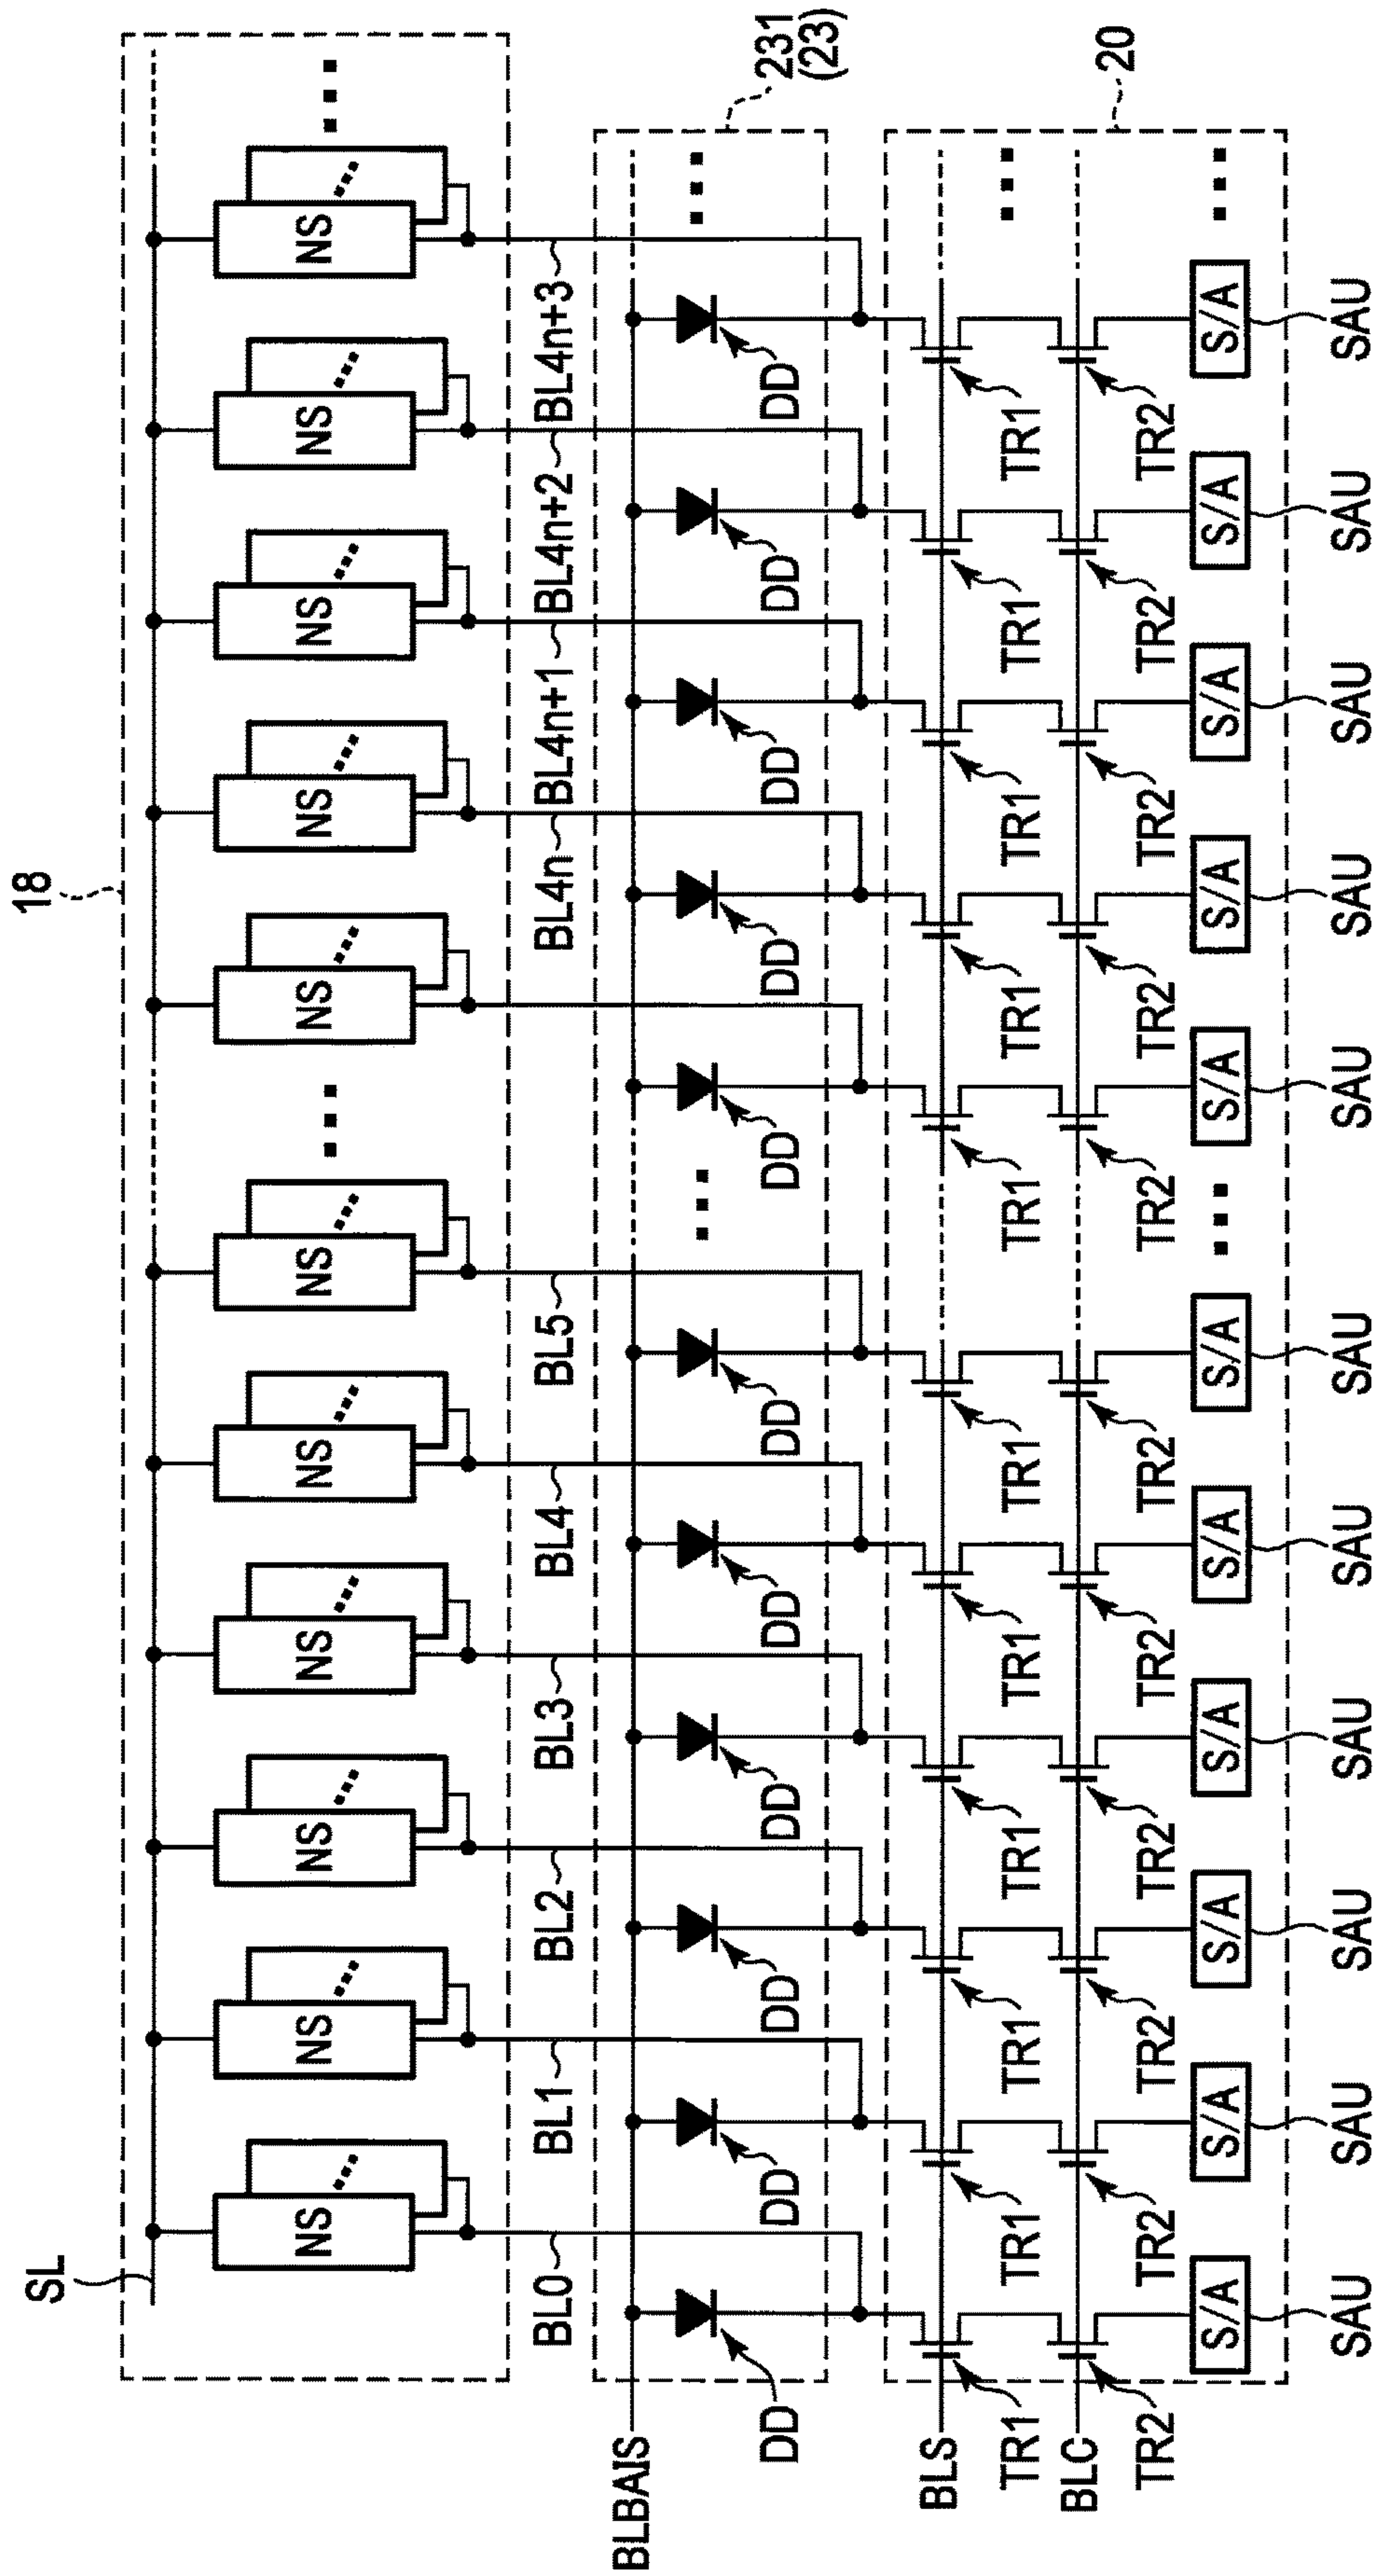 SL
18
NS
NS
NS
NS
NS
NS
NS
NS
NS
NS
NS
BL0
BL1
BL2
BL3
BL4
BL5
BL4n
BL4n+1
BL4n+2
BL4n+3
BLBAIS
DD
DD
DD
DD
DD
DD
DD
DD
DD
DD
DD
231
(23)
BLS
TR1
TR1
TR1
TR1
TR1
TR1
TR1
TR1
TR1
TR1
TR1
BLC
20
TR2
TR2
TR2
TR2
TR2
TR2
TR2
TR2
TR2
TR2
TR2
S/A
S/A
S/A
S/A
S/A
S/A
S/A
S/A
S/A
S/A
S/A
SAU
SAU
SAU
SAU
SAU
SAU
SAU
SAU
SAU
SAU
SAU